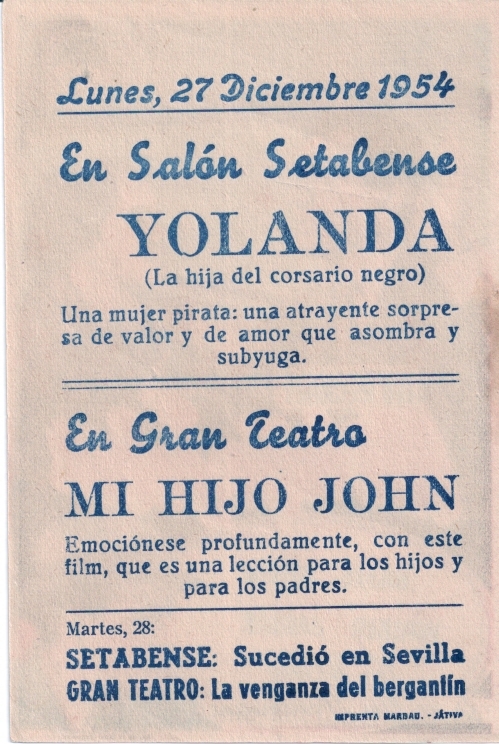 Lunes, 27 Diciembre 1954
En Salón Setabense
YOLANDA
(La hija del corsario negro)
Una mujer pirata: una atrayente sorpre-
sa de valor y de amor que asombra y
subyuga.
En Gran Teatro
MI HIJO JOHN
Emociónese profundamente, con este
film, que es una lección para los hijos y
para los padres.
Martes, 28:
SETABENSE: Sucedió en Sevilla
GRAN TEATRO: La venganza del bergantín
IMPRENTA MARBAU. - JÁTIVA